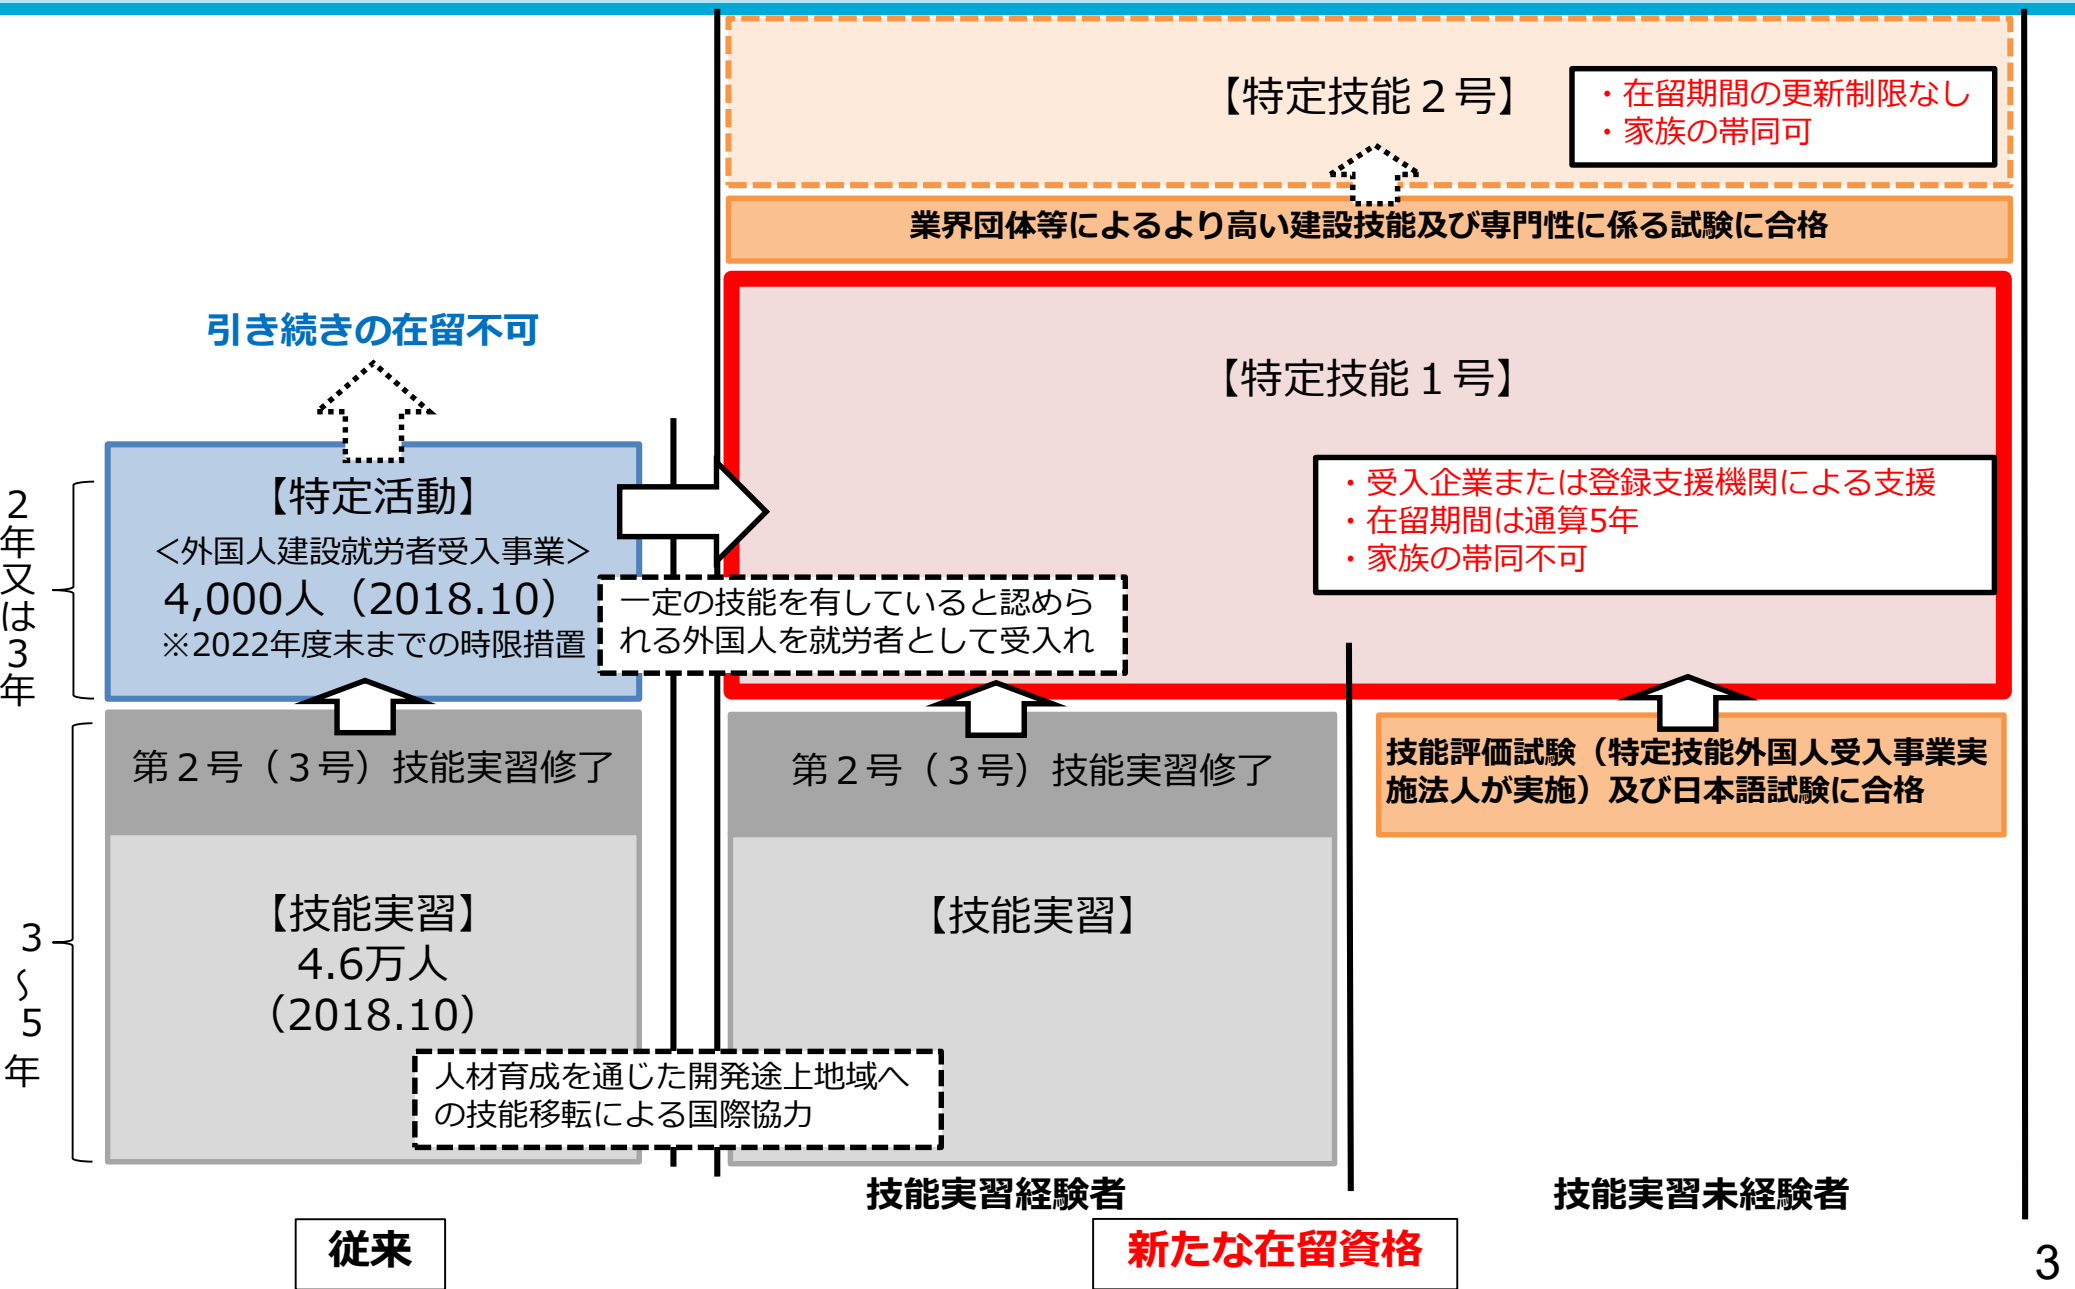 【特定技能２号】
・在留期間の更新制限なし
・家族の帯同可
業界団体等によるより高い建設技能及び専門性に係る試験に合格
引き続きの在留不可
【特定技能１号】
・受入企業または登録支援機関による支援
・在留期間は通算5年
・家族の帯同不可
２年又は３年
【特定活動】
＜外国人建設就労者受入事業＞
4,000人（2018.10）
※2022年度末までの時限措置
一定の技能を有していると認めら
れる外国人を就労者として受入れ
第２号（３号）技能実習修了
第２号（３号）技能実習修了
技能評価試験（特定技能外国人受入事業実
施法人が実施）及び日本語試験に合格
３～５年
【技能実習】
4.6万人
（2018.10）
【技能実習】
人材育成を通じた開発途上地域へ
の技能移転による国際協力
技能実習経験者
技能実習未経験者
従来
新たな在留資格
3